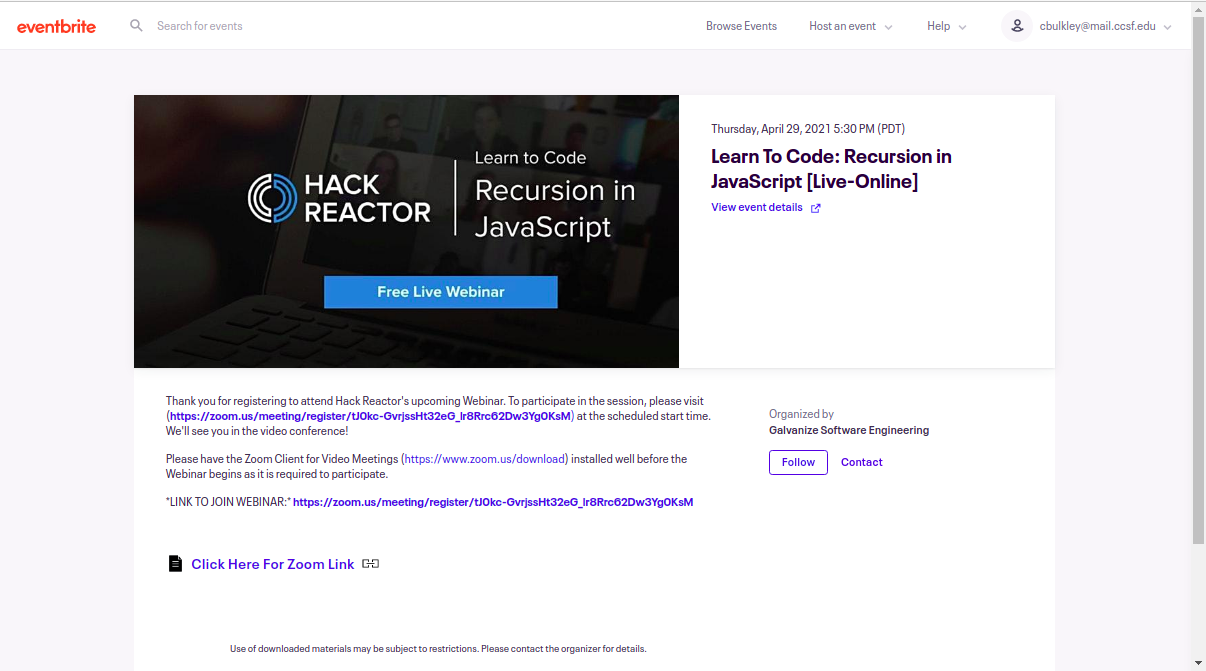 eventbrite
Search for events
Browse Events
Host an event
Help
cbulkley@mail.ccsf.edu
HACK
REACTOR
Learn to Code
Recursion in
JavaScript
Free Live Webinar
Thursday, April 29, 2021 5:30 PM (PDT)
Learn To Code: Recursion in
JavaScript [Live-Online]
View event details
Thank you for registering to attend Hack Reactor's upcoming Webinar. To participate in the session, please visit
(https://zoom.us/meeting/register/tJ0kc-GvrjssHt32eG_lr8Rrc62Dw3Yg0KsM) at the scheduled start time.
We'll see you in the video conference!
Please have the Zoom Client for Video Meetings (https://www.zoom.us/download) installed well before the
Webinar begins as it is required to participate.
*LINK TO JOIN WEBINAR:* https://zoom.us/meeting/register/tJ0kc-GvrjssHt32eG_lr8Rrc62Dw3Yg0KsM
Organized by
Galvanize Software Engineering
Follow
Contact
Click Here For Zoom Link
Use of downloaded materials may be subject to restrictions. Please contact the organizer for details.